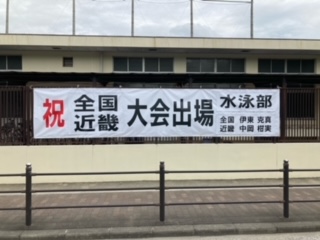 祝 全国 近畿 大会出場 水泳部
全国 伊東 克真
近畿 中岡 樹実